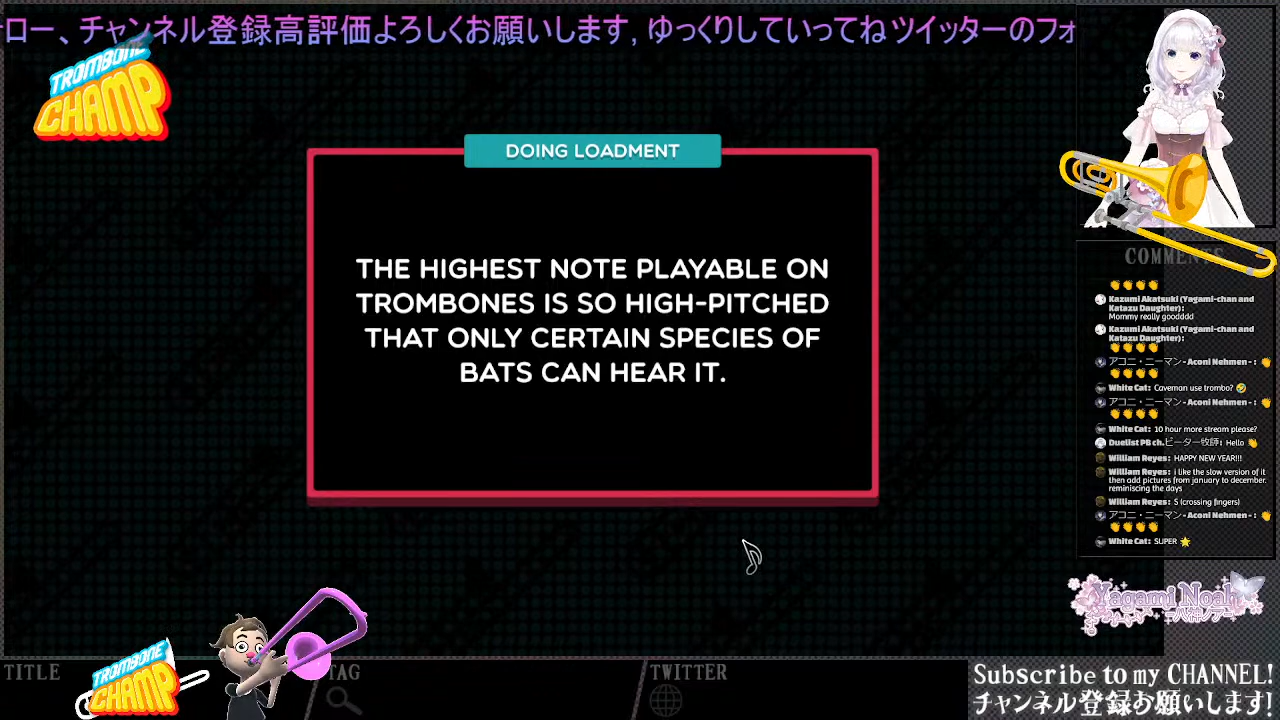 ロー、チャンネル登録高評価よろしくお願いします, ゆっくりしていってねツイッターのフォ
TROMBONE
CHAMP
DOING LOADMENT
THE HIGHEST NOTE PLAYABLE ON
TROMBONES IS SO HIGH-PITCHED
THAT ONLY CERTAIN SPECIES OF
BATS CAN HEAR IT.
COMMENTS
👏👏👏👏
Kazumi Akatsuki (Yagami-chan and
Katazu Daughter):
Mommy really goodddd
Kazumi Akatsuki (Yagami-chan and
Katazu Daughter):
👏👏👏👏
アコニ・ニーマン - Aconi Nehmen - : 👏
👏👏👏👏
White Cat: Caveman use trombo? 🤣
アコニ・ニーマン - Aconi Nehmen - : 👏
👏👏👏👏
White Cat: 10 hour more stream please?
Duelist PB ch.ピーター牧師: Hello 👏
William Reyes: HAPPY NEW YEAR!!!
William Reyes: i like the slow version of it
then add pictures from january to december.
reminiscing the days
William Reyes: S (crossing fingers)
アコニ・ニーマン - Aconi Nehmen - : 👏
👏👏👏👏
White Cat: SUPER 🌟
Yagami Noah
TITLE
TROMBONE
CHAMP
TAG
TWITTER
Subscribe to my CHANNEL!
チャンネル登録お願いします!